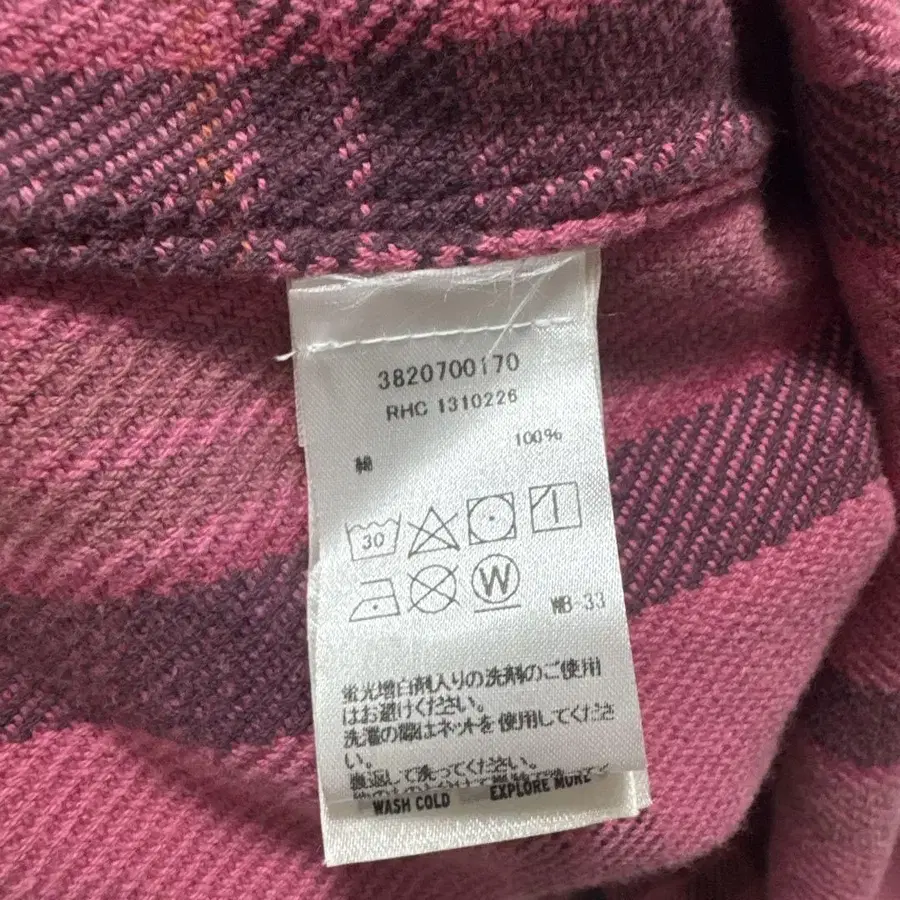 3820700170
RHC 1310226
綿 100%
30
W
WB-33
蛍光増白剤入りの洗剤のご使用
はお避けください。
洗濯の際はネットを使用してくださ
い。
裏返して洗ってください。
WASH COLD EXPLORE MORE